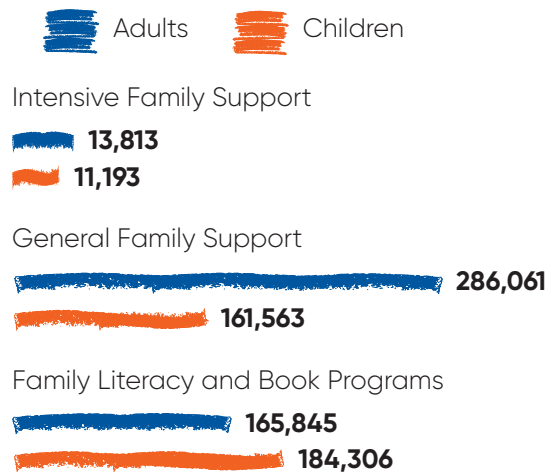 Adults Children
Intensive Family Support
13,813
11,193
General Family Support
286,061
161,563
Family Literacy and Book Programs
165,845
184,306